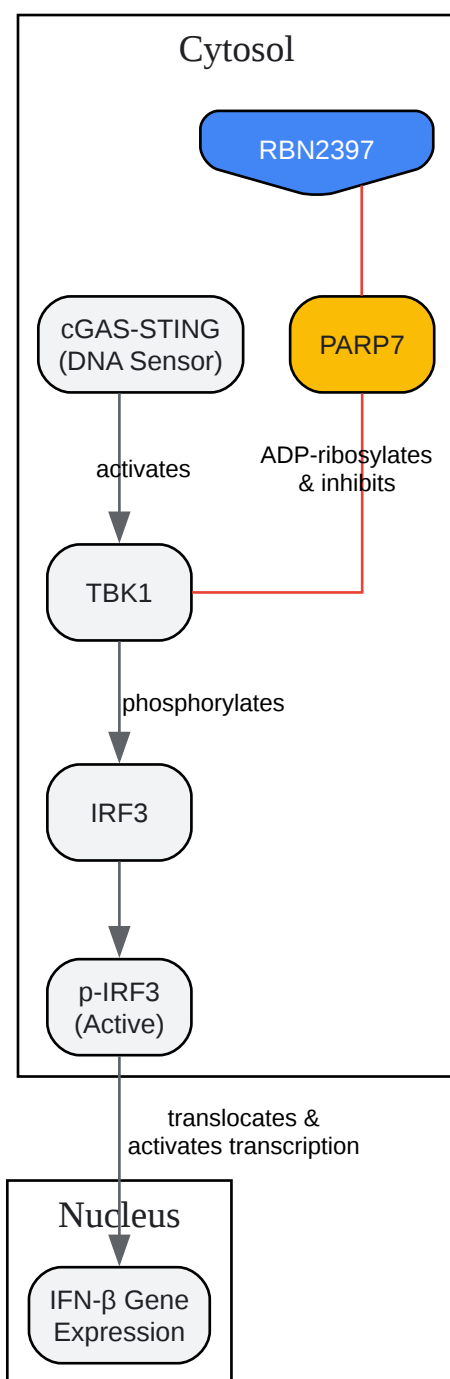 Cytosol
RBN2397
cGAS-STING
(DNA Sensor)
PARP7
activates
ADP-ribosylates
& inhibits
TBK1
phosphorylates
IRF3
p-IRF3
(Active)
translocates &
activates transcription
Nucleus
IFN-β Gene
Expression